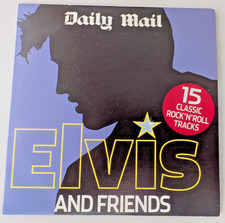 Daily Mail
15
CLASSIC
ROCK'N'ROLL
TRACKS
Elvis
AND FRIENDS